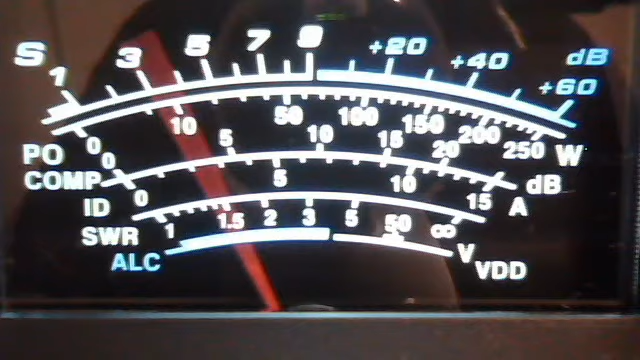 S 1 3 5 7 9 +20 +40 +60 dB
PO 0 10 50 100 150 200 250 W
COMP 0 5 10 15 20 dB
ID 0 5 10 15 A
SWR 1 1.5 2 3 5 50 ∞
ALC V VDD